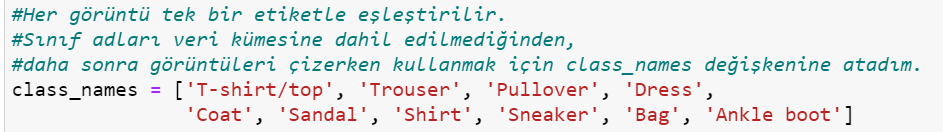 #Her görüntü tek bir etiketle eşleştirilir.
#Sınıf adları veri kümesine dahil edilmediğinden,
#daha sonra görüntüleri çizerken kullanmak için class_names değişkenine atadım.
class_names = ['T-shirt/top', 'Trouser', 'Pullover', 'Dress',
'Coat', 'Sandal', 'Shirt', 'Sneaker', 'Bag', 'Ankle boot']